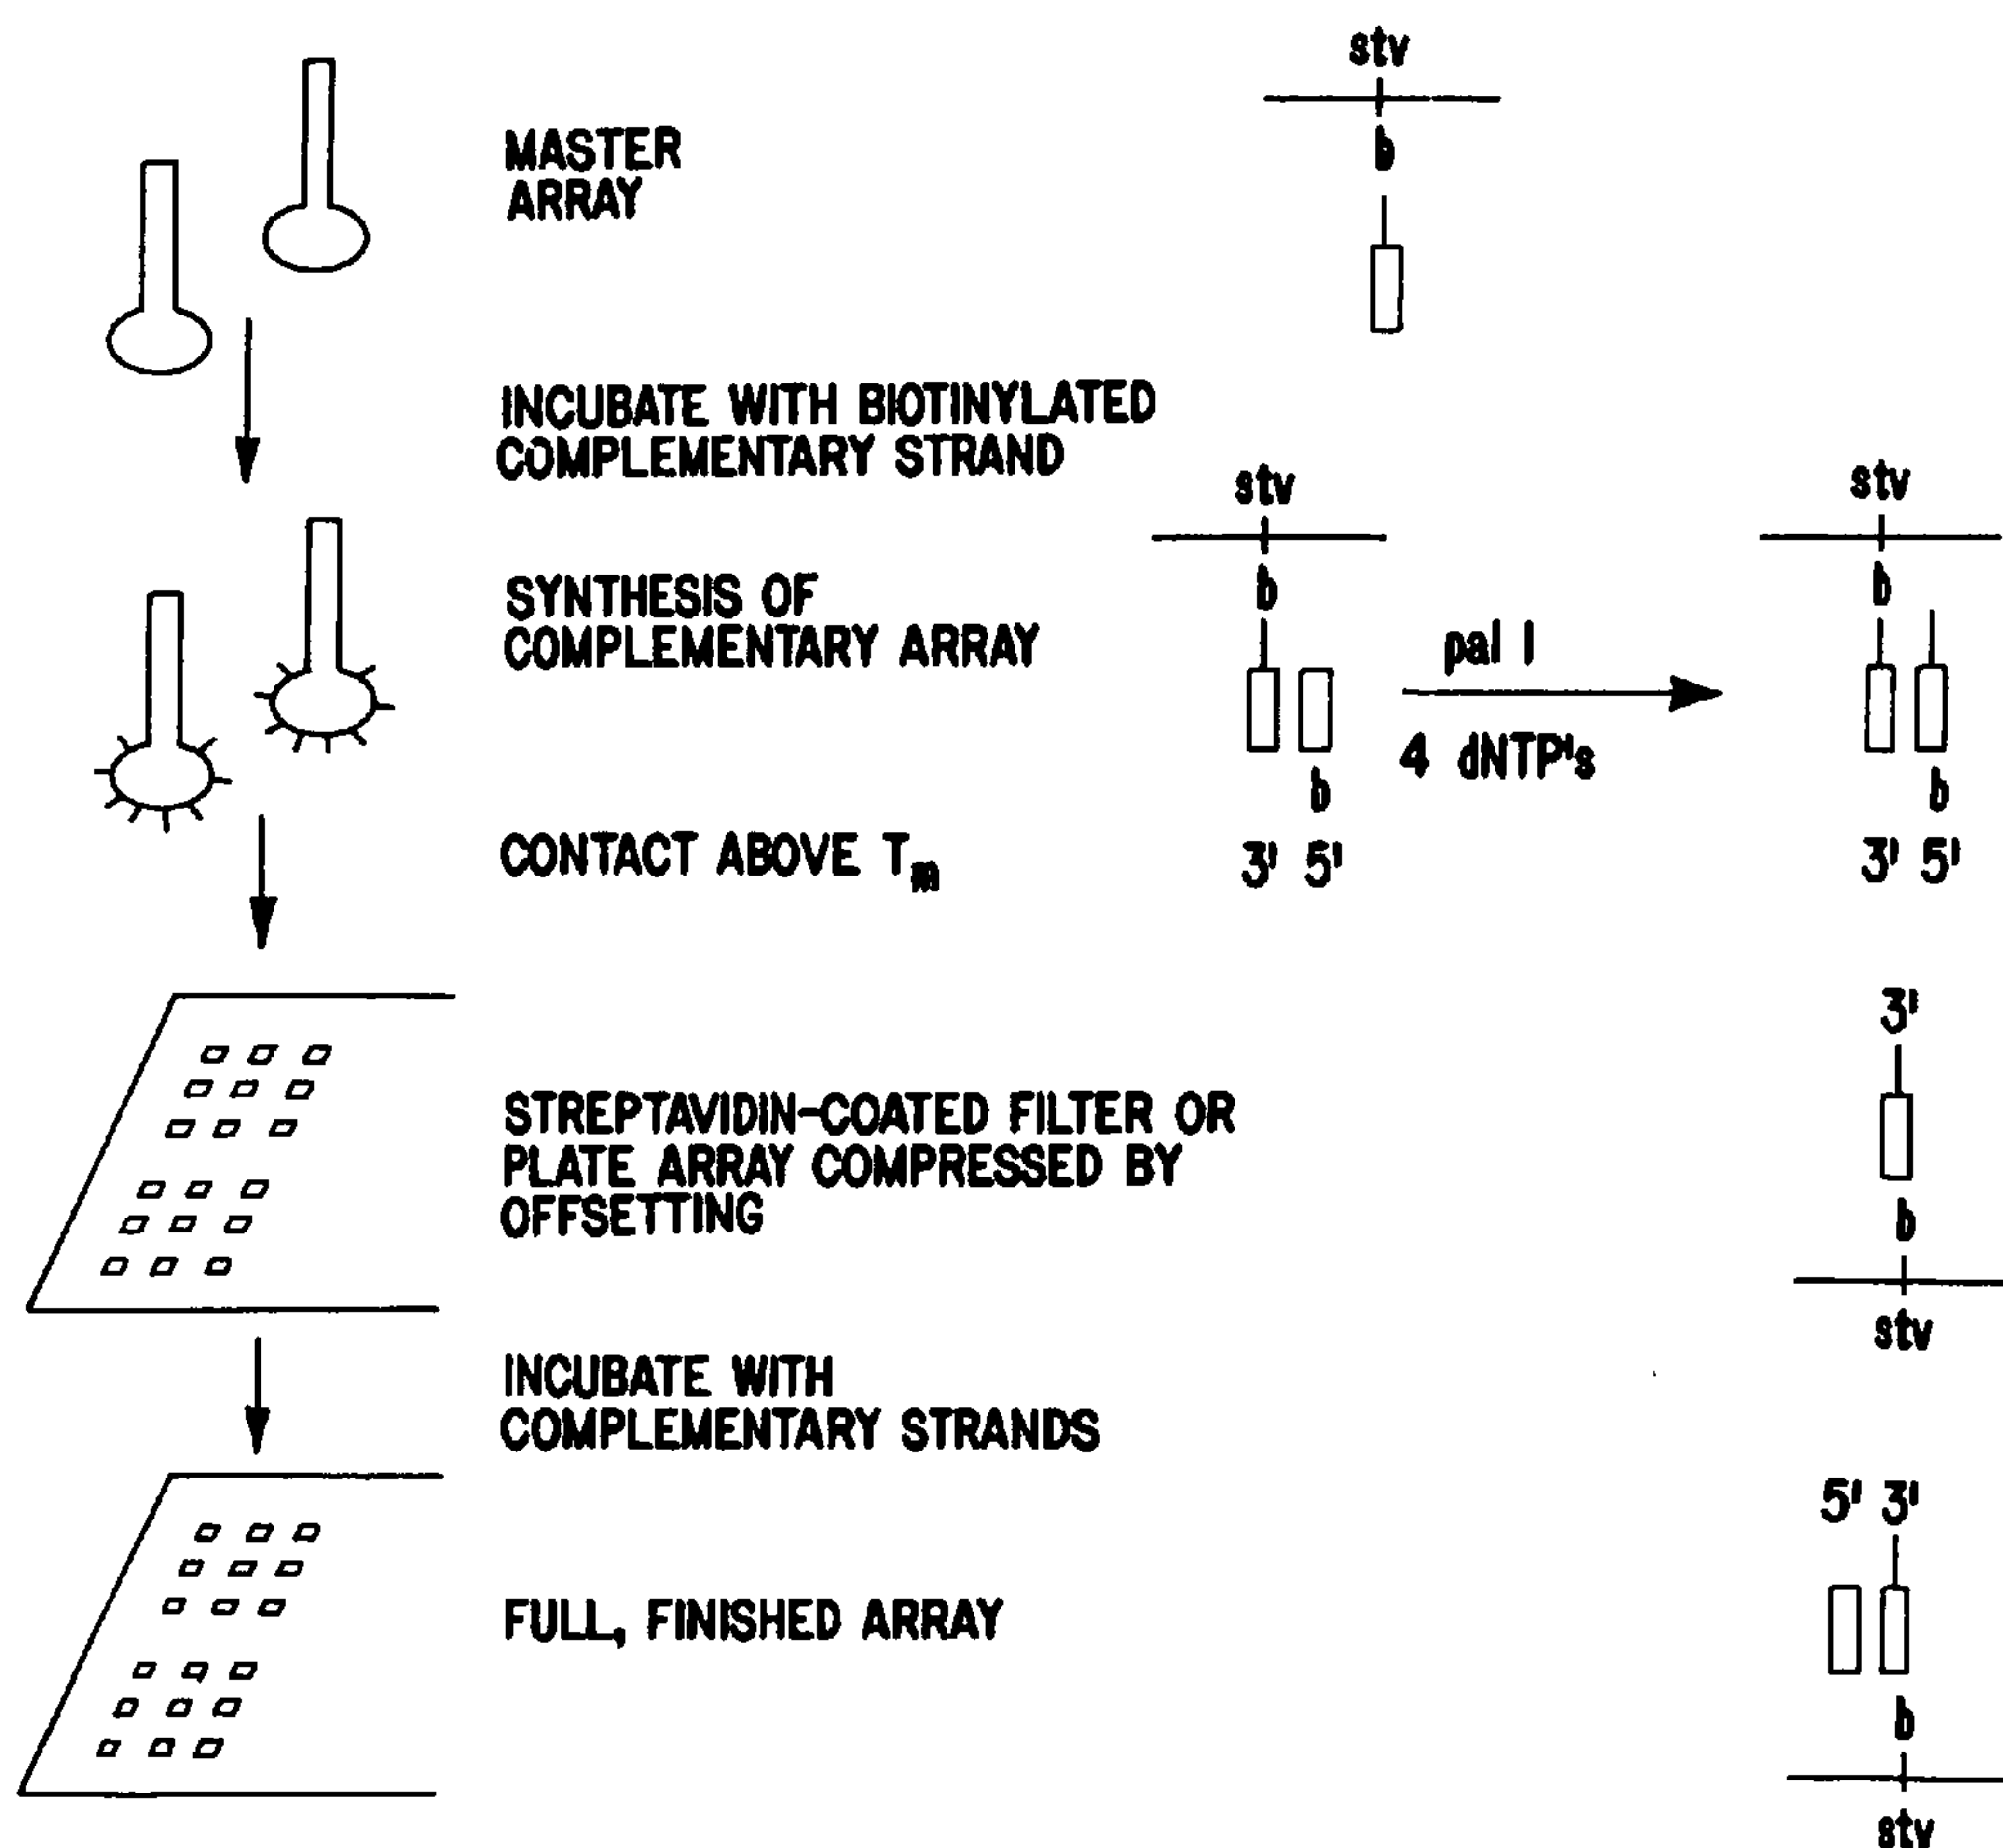 stv
b
MASTER
ARRAY
INCUBATE WITH BIOTINYLATED
COMPLEMENTARY STRAND
SYNTHESIS OF
COMPLEMENTARY ARRAY
stv
b
b
3' 5'
pal I
4 dNTP's
stv
b
b
3' 5'
CONTACT ABOVE Tm
STREPTAVIDIN-COATED FILTER OR
PLATE ARRAY COMPRESSED BY
OFFSETTING
3'
b
stv
INCUBATE WITH
COMPLEMENTARY STRANDS
FULL, FINISHED ARRAY
5' 3'
b
stv